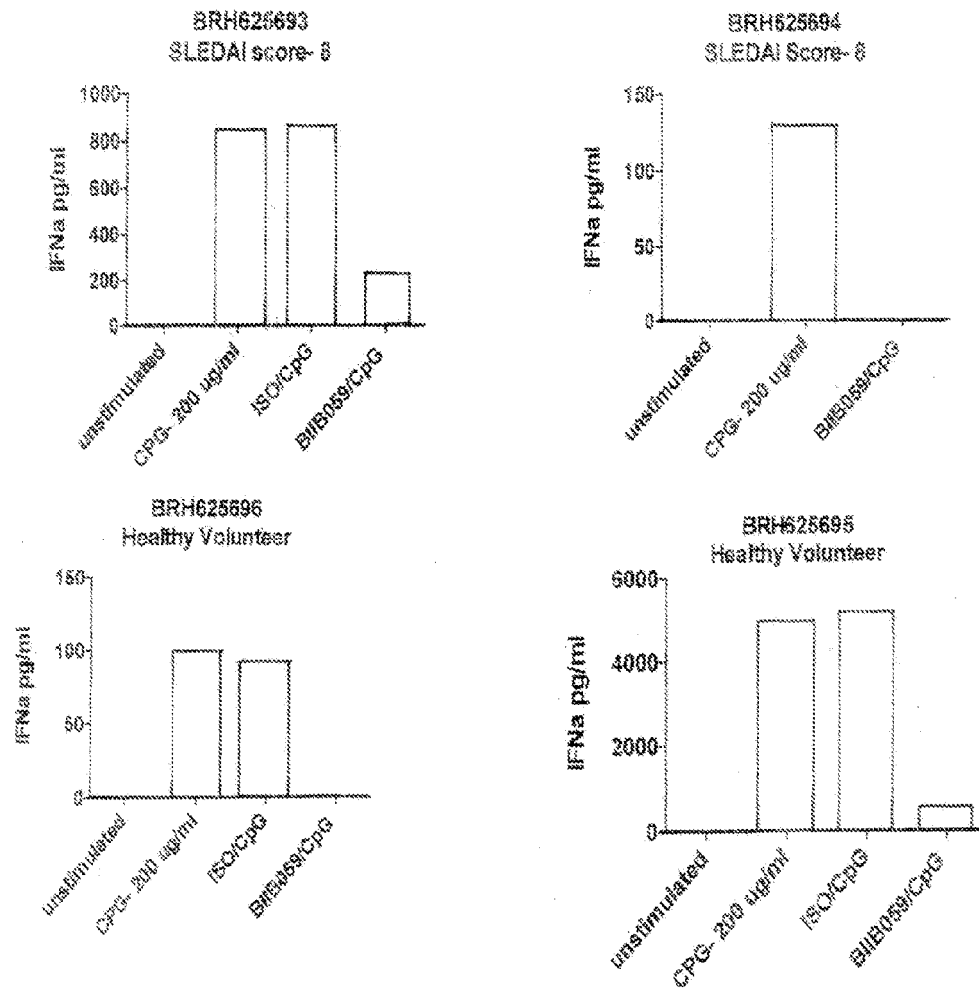 BRH625693
SLEDAI score- 8
IFNa pg/ml
1000
800
600
400
200
0
unstimulated
CPG- 200 ug/ml
ISO/CpG
BIIB059/CpG
BRH625694
SLEDAI Score- 8
IFNa pg/ml
150
100
50
0
unstimulated
CPG- 200 ug/ml
BIIB059/CpG
BRH625696
Healthy Volunteer
IFNa pg/ml
150
100
50
0
unstimulated
CPG- 200 ug/ml
ISO/CpG
BIIB059/CpG
BRH625695
Healthy Volunteer
IFNa pg/ml
6000
4000
2000
0
unstimulated
CPG- 200 ug/ml
ISO/CpG
BIIB059/CpG